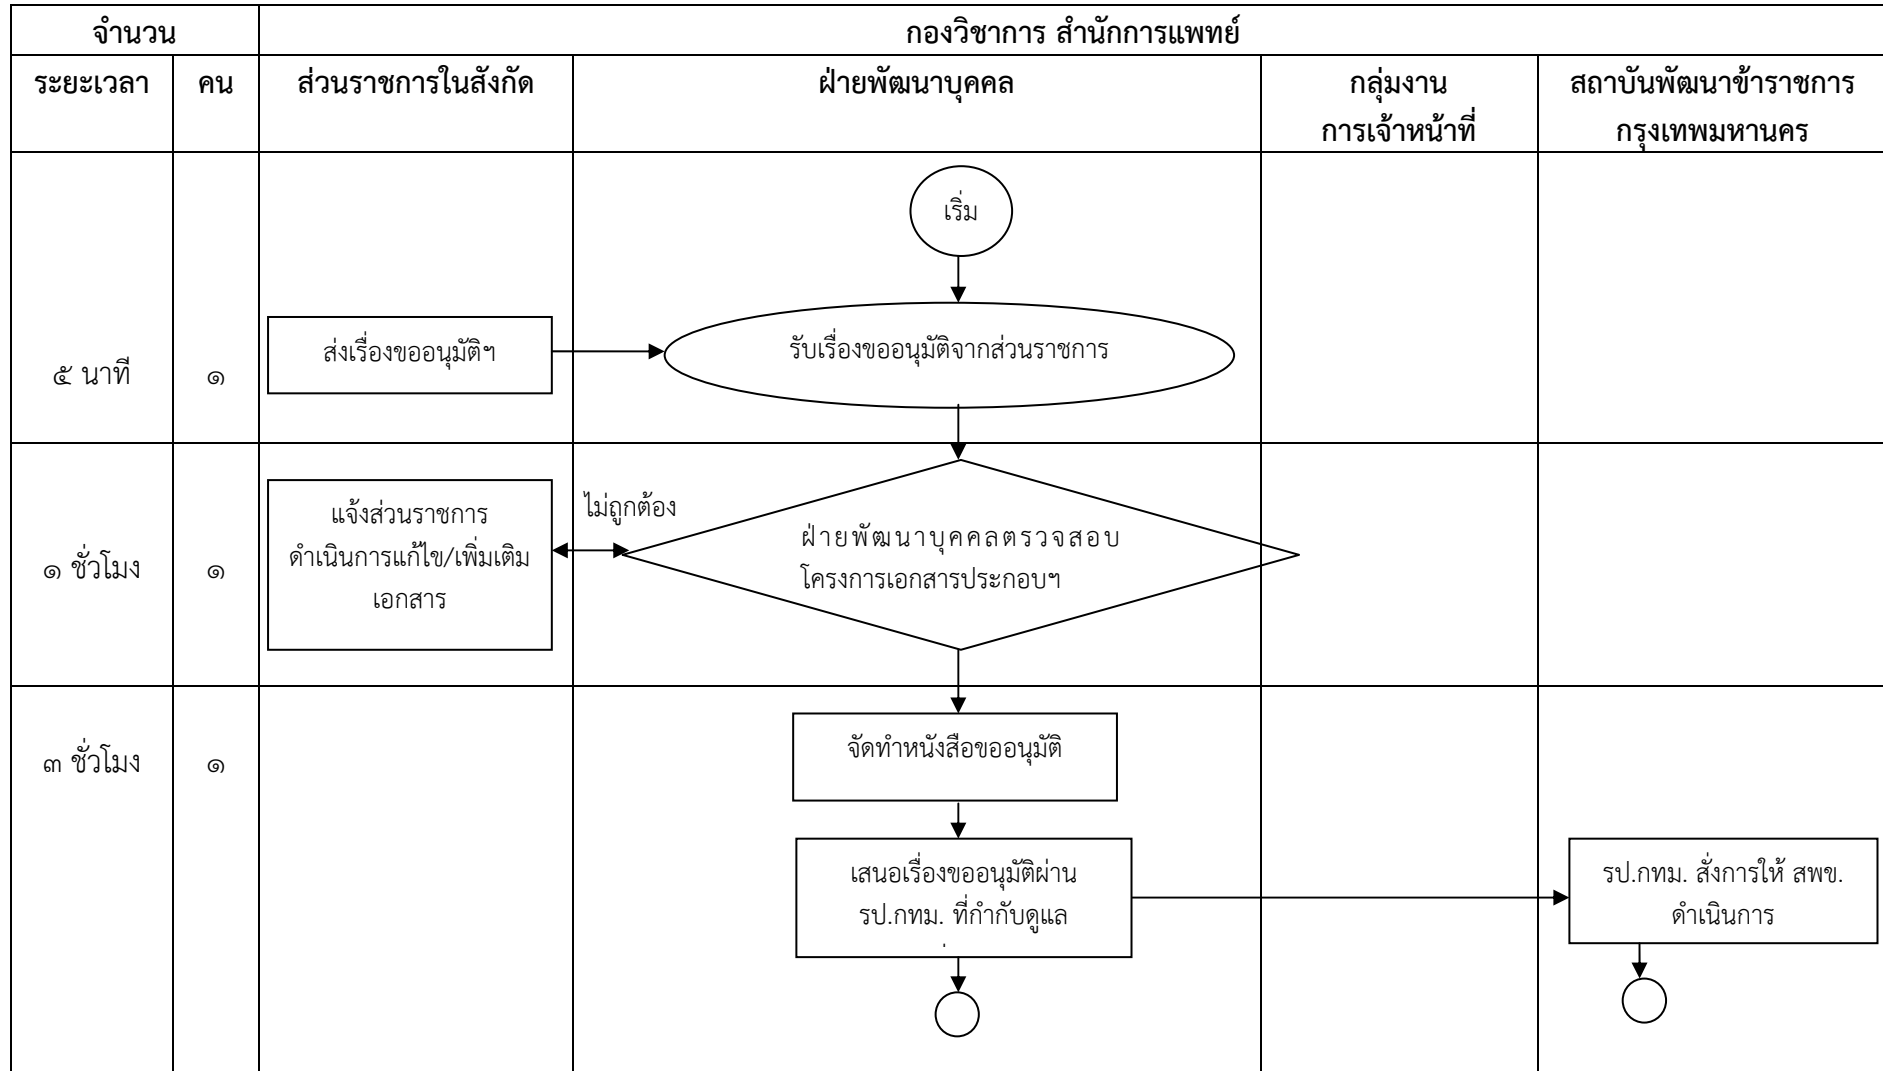 จำนวน
กองวิชาการ สำนักการแพทย์
ระยะเวลา
คน
ส่วนราชการในสังกัด
ฝ่ายพัฒนาบุคคล
กลุ่มงาน
การเจ้าหน้าที่
สถาบันพัฒนาข้าราชการ
กรุงเทพมหานคร
เริ่ม
๕ นาที
๑
ส่งเรื่องขออนุมัติฯ
รับเรื่องขออนุมัติจากส่วนราชการ
๑ ชั่วโมง
๑
แจ้งส่วนราชการ
ดำเนินการแก้ไข/เพิ่มเติม
เอกสาร
ไม่ถูกต้อง
ฝ่ายพัฒนาบุคคลตรวจสอบ
โครงการเอกสารประกอบฯ
๓ ชั่วโมง
๑
จัดทำหนังสือขออนุมัติ
เสนอเรื่องขออนุมัติผ่าน
รป.กทม. ที่กำกับดูแล
รป.กทม. สั่งการให้ สพข.
ดำเนินการ